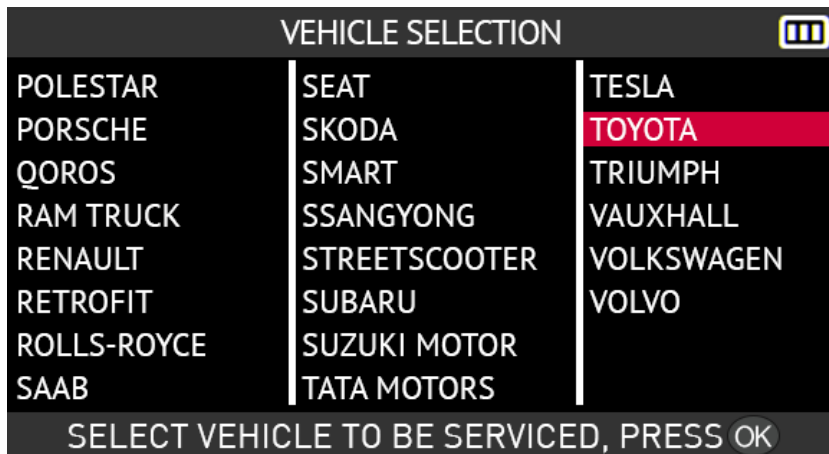 VEHICLE SELECTION
POLESTAR
PORSCHE
QOROS
RAM TRUCK
RENAULT
RETROFIT
ROLLS-ROYCE
SAAB
SEAT
SKODA
SMART
SSANGYONG
STREETSCOOTER
SUBARU
SUZUKI MOTOR
TATA MOTORS
TESLA
TOYOTA
TRIUMPH
VAUXHALL
VOLKSWAGEN
VOLVO
SELECT VEHICLE TO BE SERVICED, PRESS OK